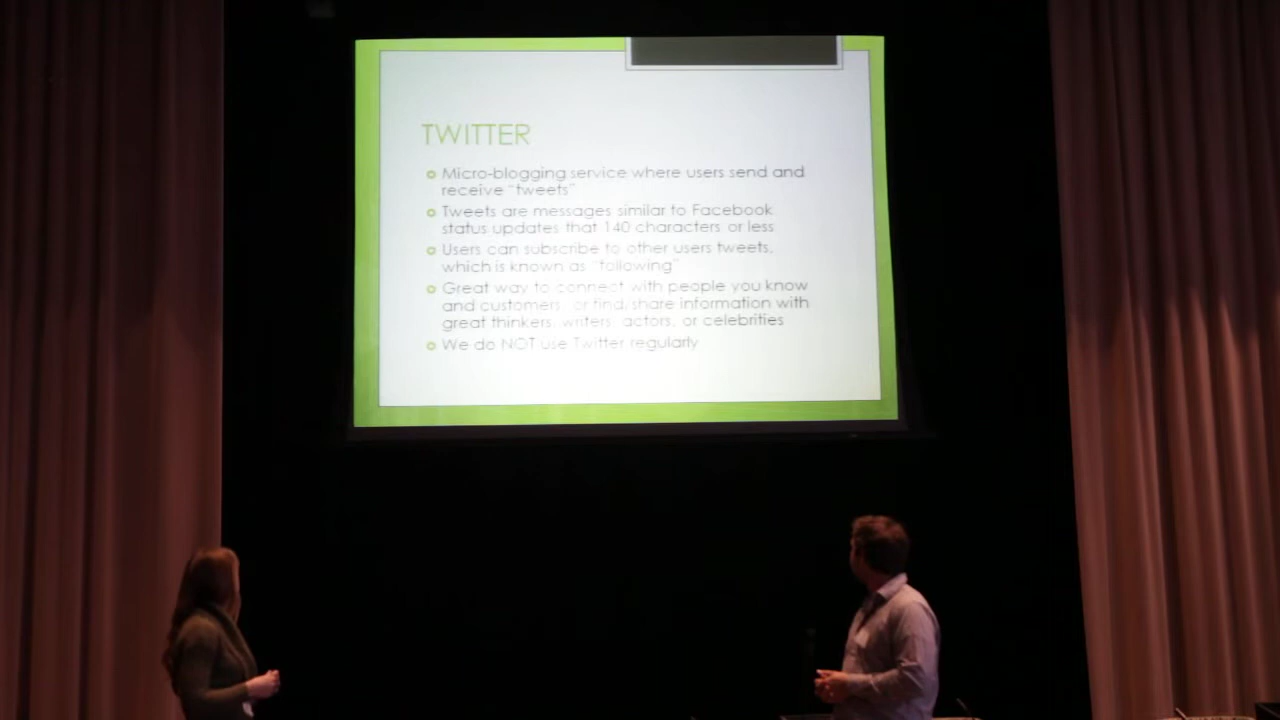 TWITTER
Micro-blogging service where users send and
receive "tweets"
Tweets are messages similar to Facebook
status updates that 140 characters or less
Users can subscribe to other users tweets,
which is known as "following"
Great way to connect with people you know
and customers, or find/share information with
great thinkers, writers, actors, or celebrities
We do NOT use Twitter regularly